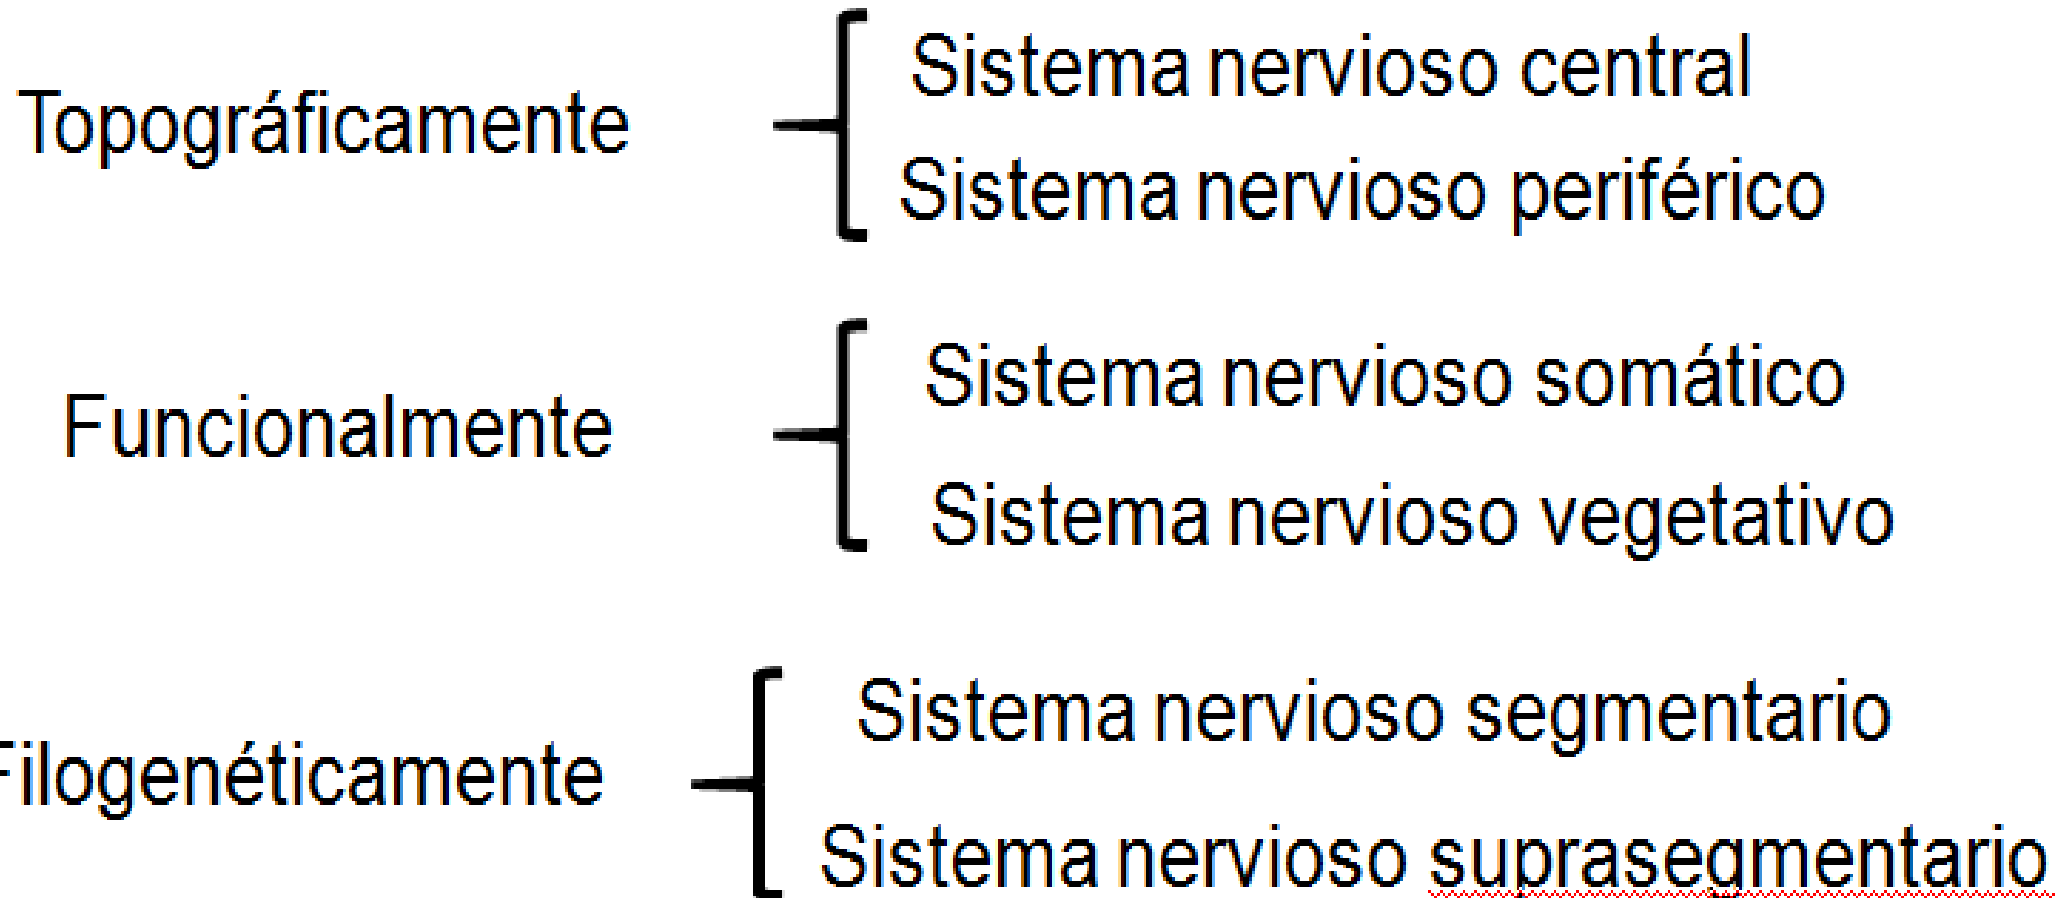 Topográficamente
Sistema nervioso central
Sistema nervioso periférico
Funcionalmente
Sistema nervioso somático
Sistema nervioso vegetativo
Filogenéticamente
Sistema nervioso segmentario
Sistema nervioso suprasegmentario